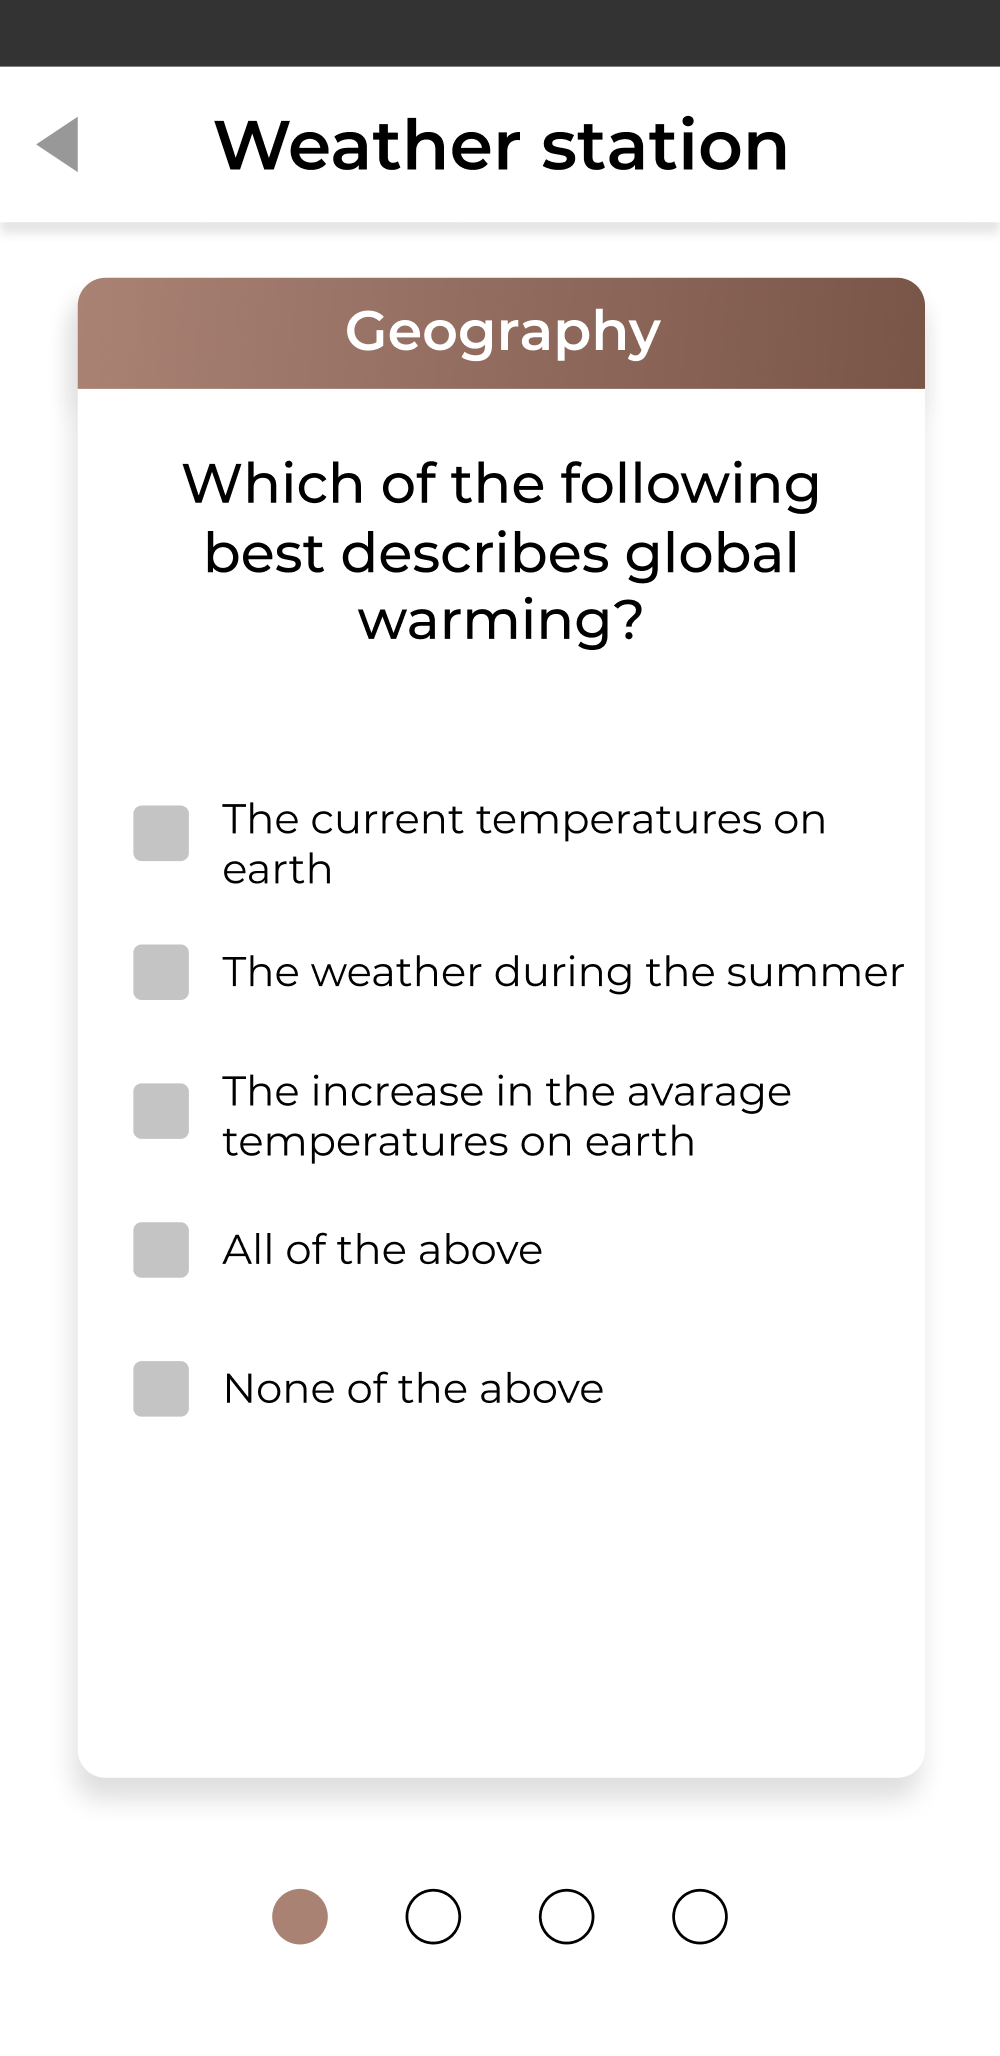 Weather station
Geography
Which of the following
best describes global
warming?
The current temperatures on
earth
The weather during the summer
The increase in the avarage
temperatures on earth
All of the above
None of the above